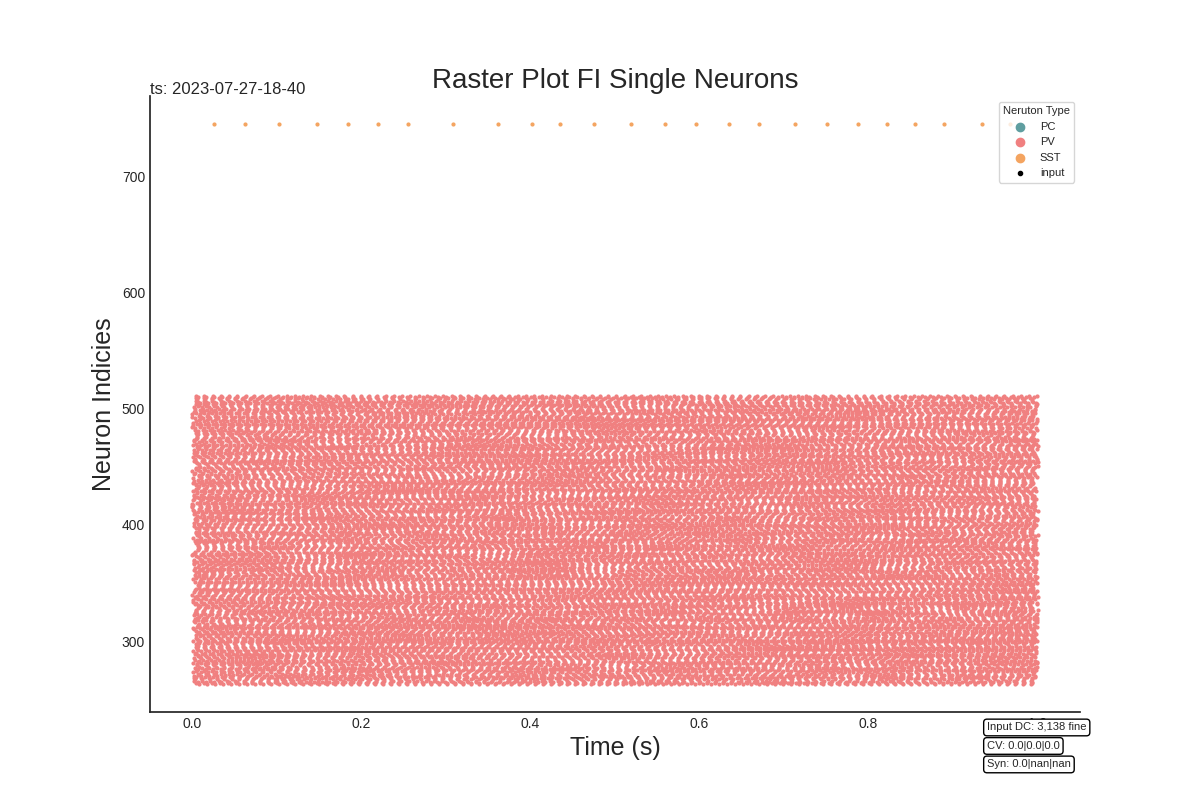 Raster Plot FI Single Neurons
ts: 2023-07-27-18-40
Neruton Type
PC
PV
SST
input
700
600
500
400
300
Neuron Indicies
0.0 0.2 0.4 0.6 0.8
Time (s)
Input DC: 3,138 fine
CV: 0.0|0.0|0.0
Syn: 0.0|nan|nan